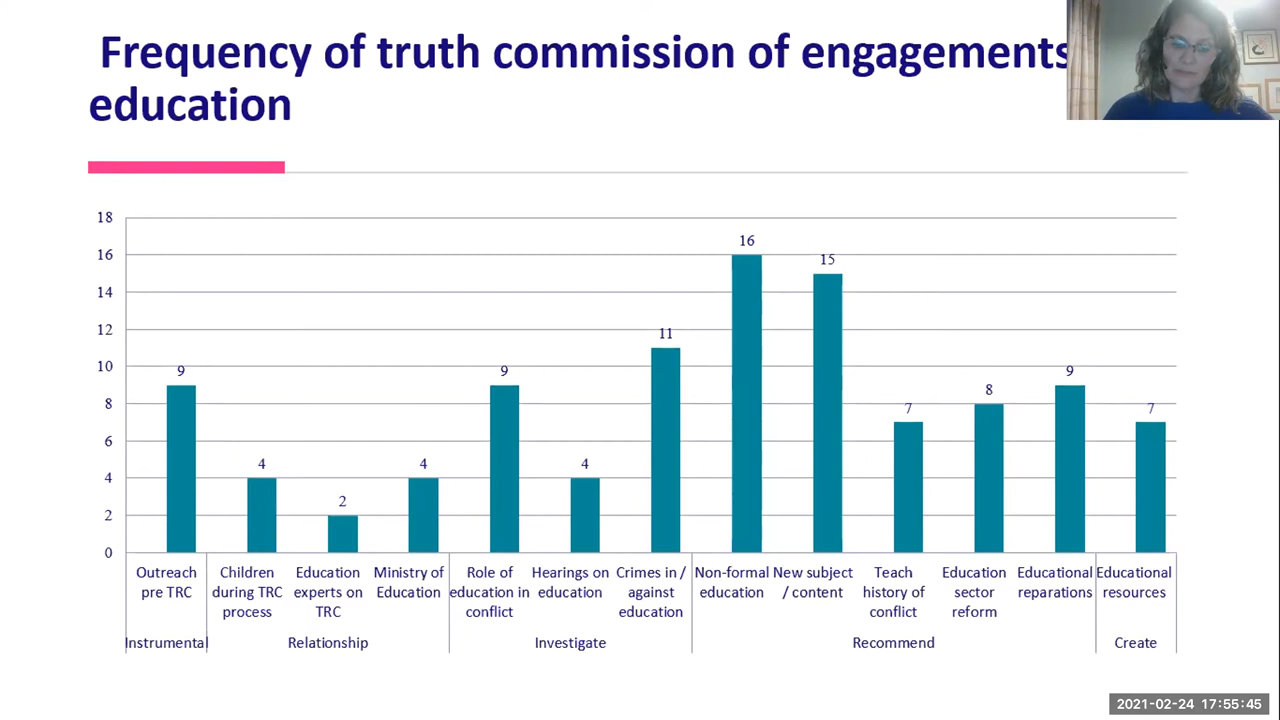 Frequency of truth commission of engagements
education
18
16
14
12
10
8
6
4
2
0
9
4
2
4
9
4
11
16
15
7
8
9
7
Outreach
pre TRC
Children
during TRC
process
Education
experts on
TRC
Ministry of
Education
Role of
education in
conflict
Hearings on
education
Crimes in /
against
education
Non-formal
education
New subject
/ content
Teach
history of
conflict
Education
sector
reform
Educational
reparations
Educational
resources
Instrumental
Relationship
Investigate
Recommend
Create
2021-02-24 17:55:45